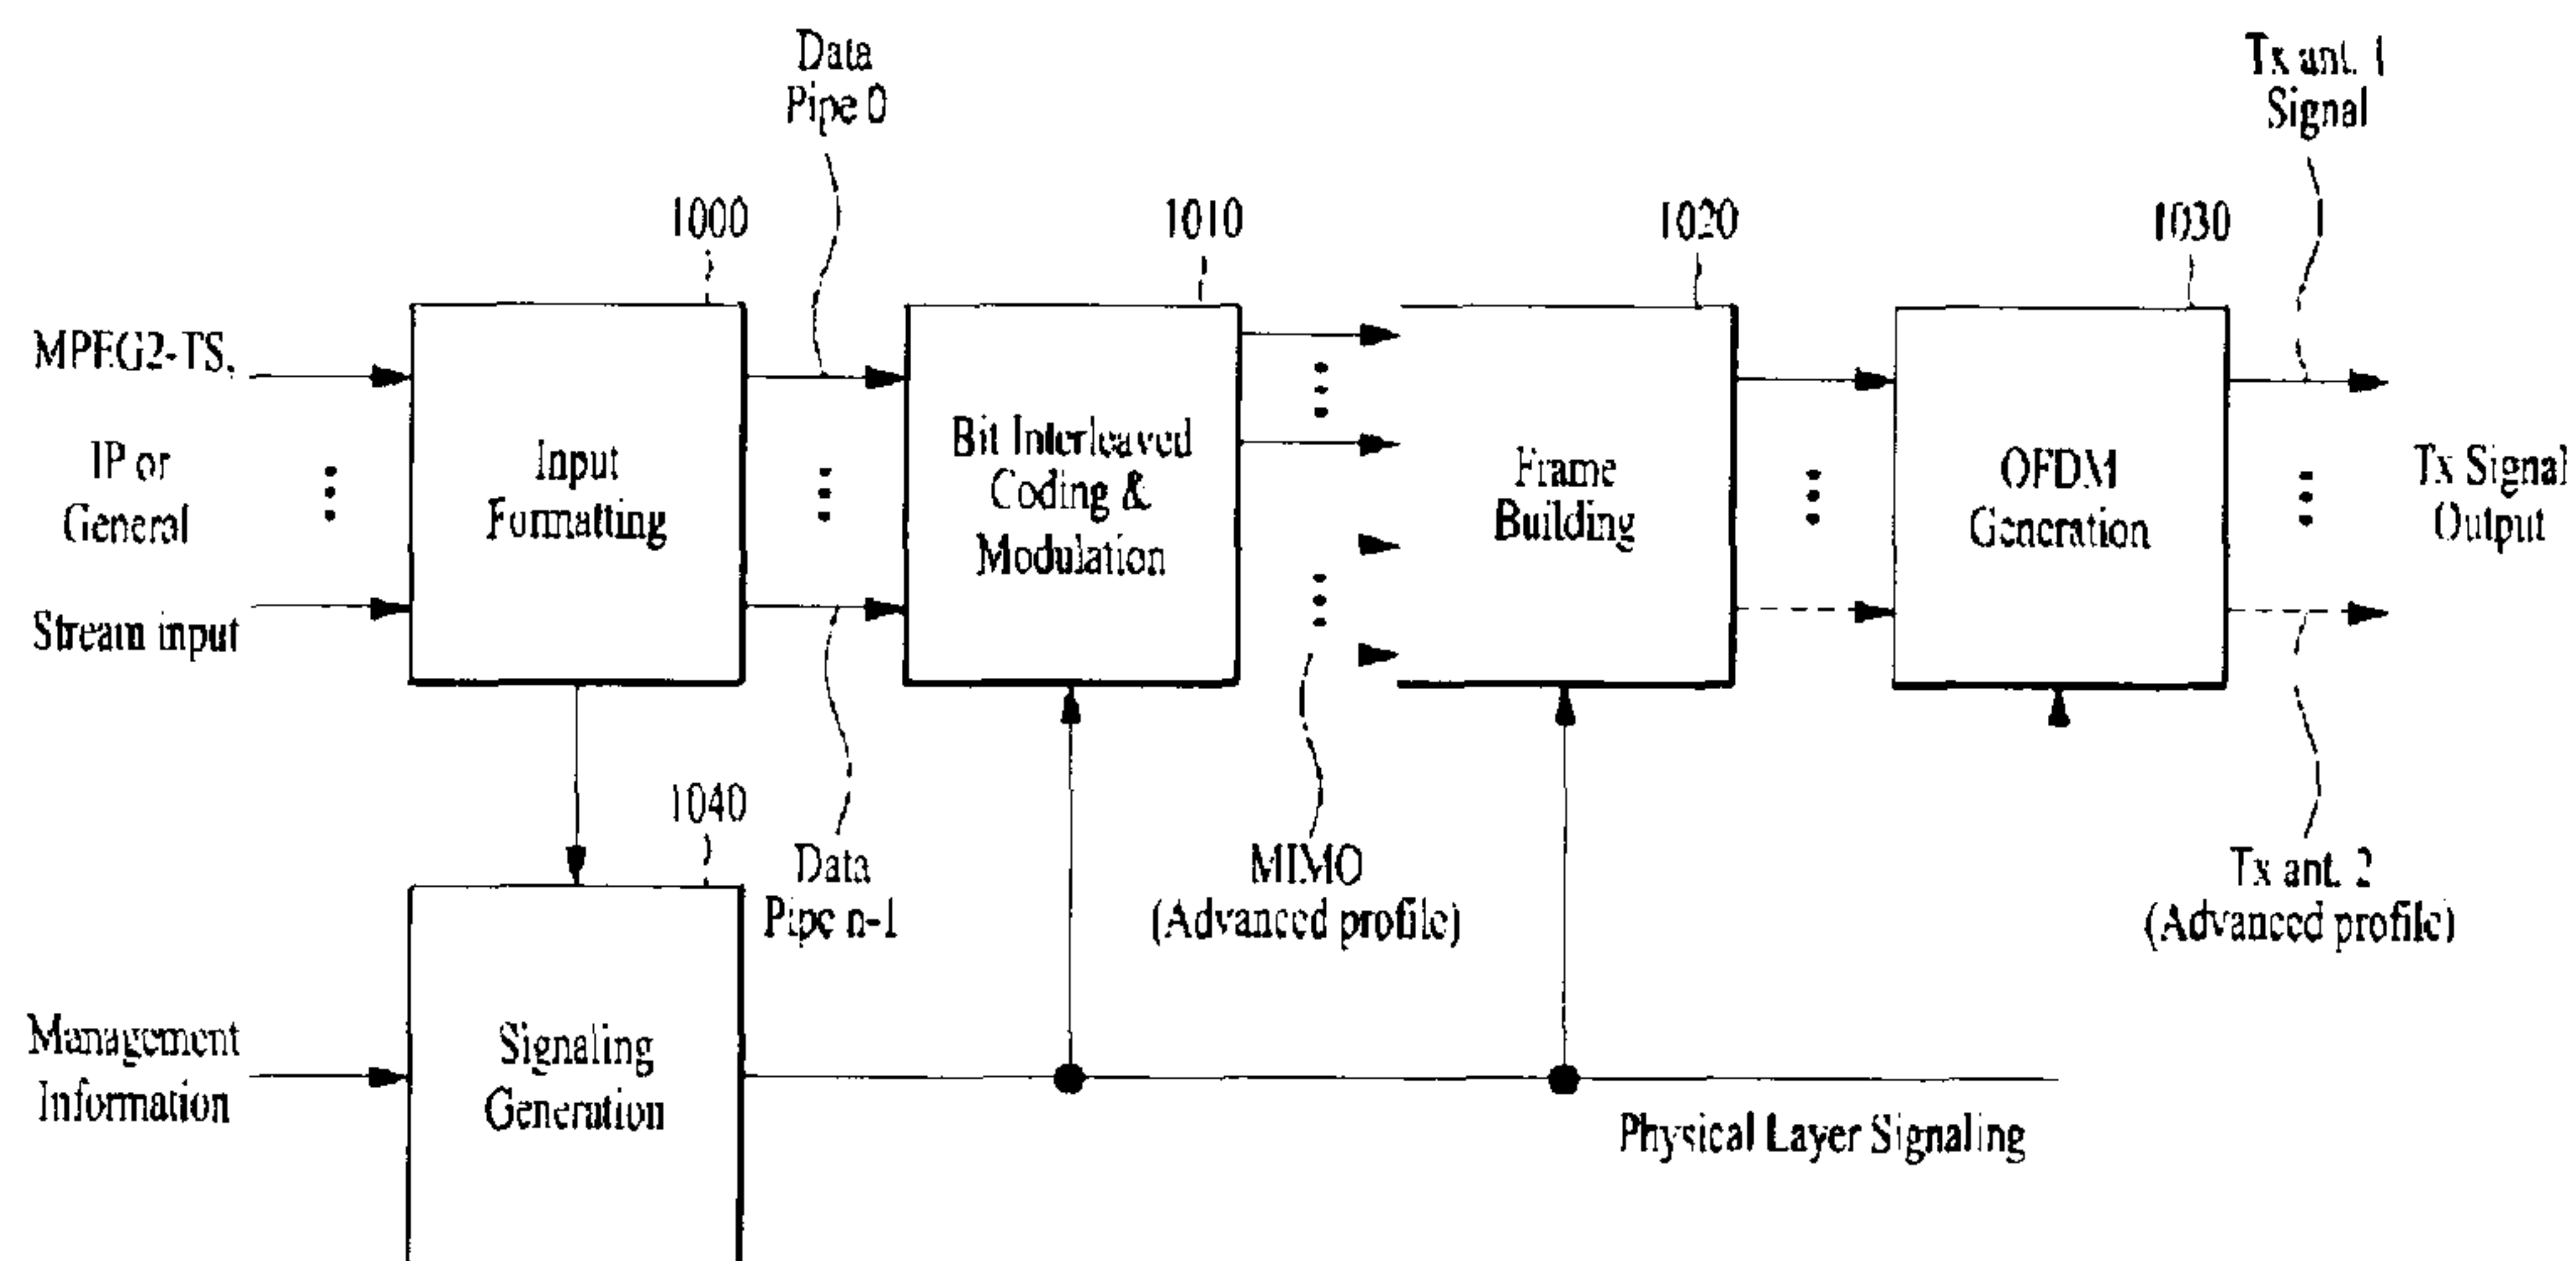 Data
Pipe 0
Tx ant. 1
Signal
1000
1010
1020
1030
MPEG2-TS,
IP or
General
Stream input
Input
Formatting
Bit Interleaved
Coding &
Modulation
Frame
Building
OFDM
Generation
Tx Signal
Output
1040
Data
Pipe n-1
MIMO
(Advanced profile)
Tx ant. 2
(Advanced profile)
Management
Information
Signaling
Generation
Physical Layer Signaling